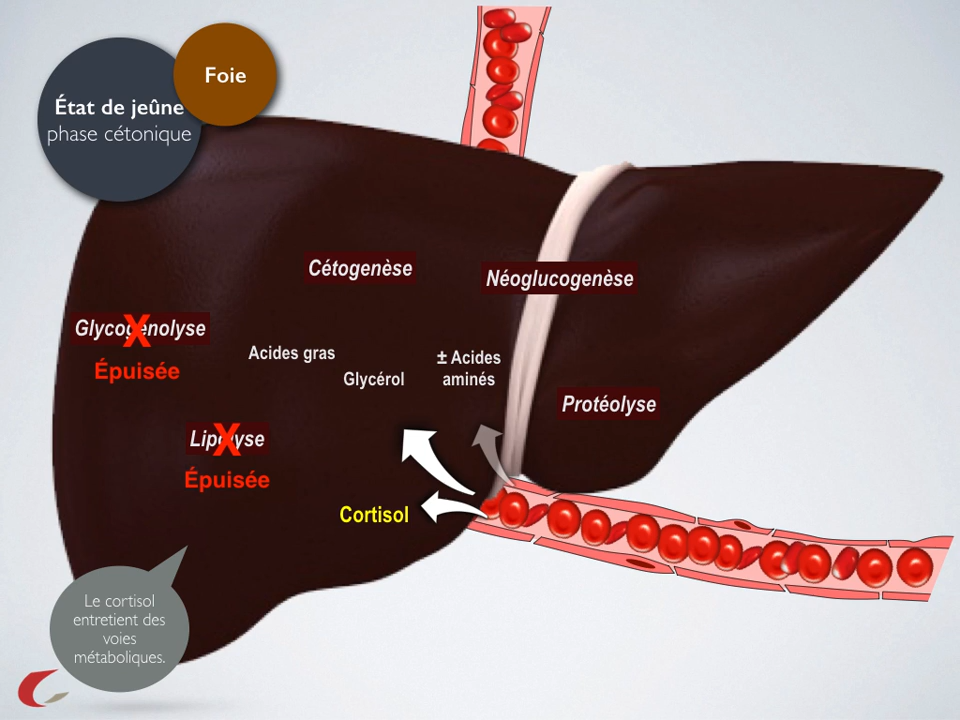 Foie
État de jeûne
phase cétonique
Cétogenèse
Néoglucogenèse
Glycogenolyse
X
Épuisée
Acides gras
Glycérol
± Acides
aminés
Protéolyse
Lipolyse
X
Épuisée
Cortisol
Le cortisol
entretient des
voies
métaboliques.